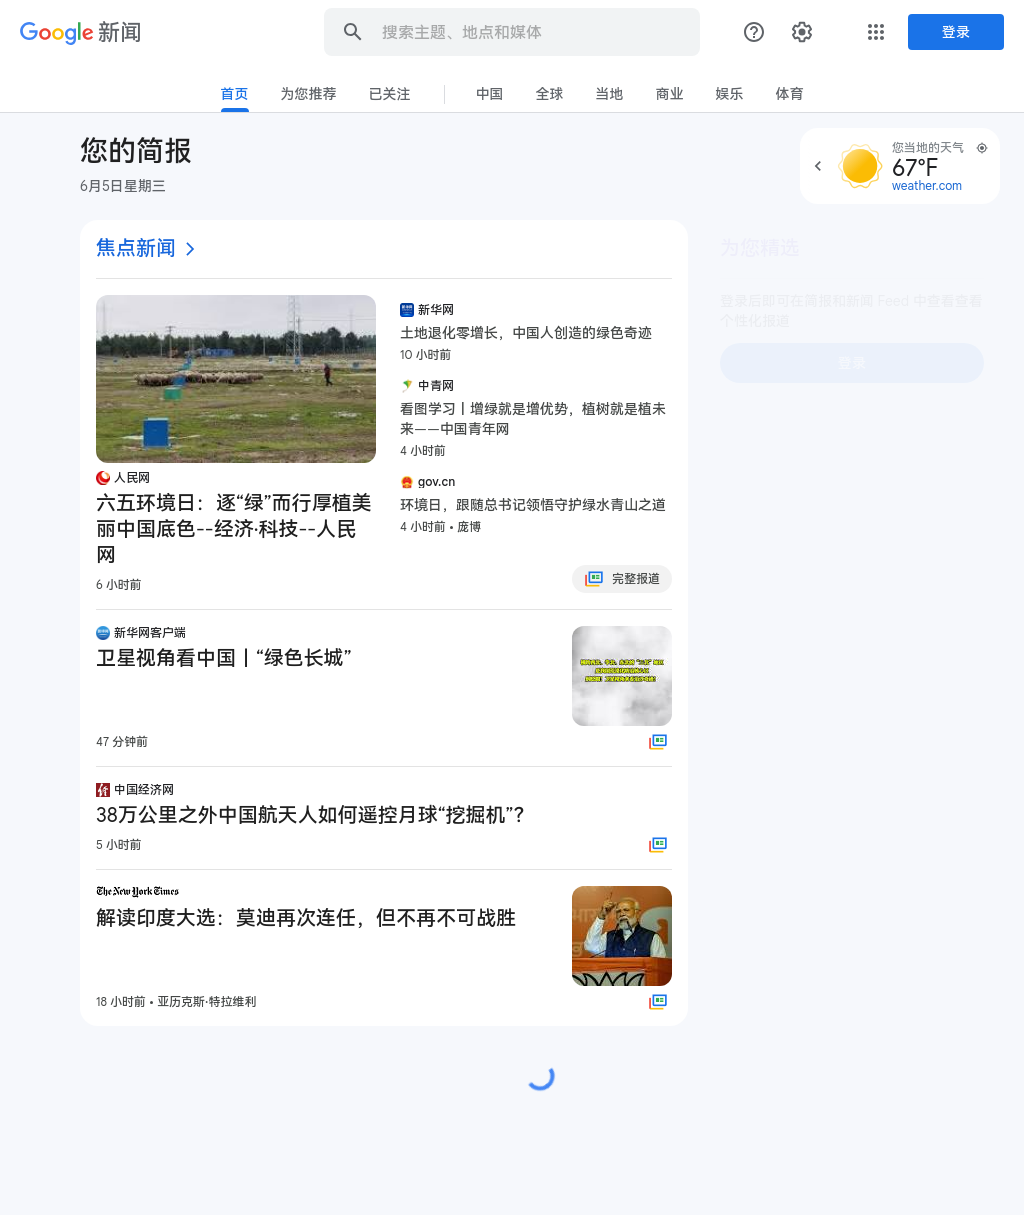 Google 新闻
搜索主题、地点和媒体
登录
首页
为您推荐
已关注
中国
全球
当地
商业
娱乐
体育
您的简报
6月5日星期三
您当地的天气
67°F
weather.com
焦点新闻
人民网
六五环境日：逐“绿”而行厚植美
丽中国底色--经济·科技--人民
网
6 小时前
新华网
土地退化零增长，中国人创造的绿色奇迹
10 小时前
中青网
看图学习丨增绿就是增优势，植树就是植未
来——中国青年网
4 小时前
gov.cn
环境日，跟随总书记领悟守护绿水青山之道
4 小时前 • 庞博
完整报道
新华网客户端
卫星视角看中国丨“绿色长城”
47 分钟前
中国经济网
38万公里之外中国航天人如何遥控月球“挖掘机”？
5 小时前
The New York Times
解读印度大选：莫迪再次连任，但不再不可战胜
18 小时前 • 亚历克斯·特拉维利
为您精选
登录后即可在简报和新闻 Feed 中查看查看
个性化报道
登录